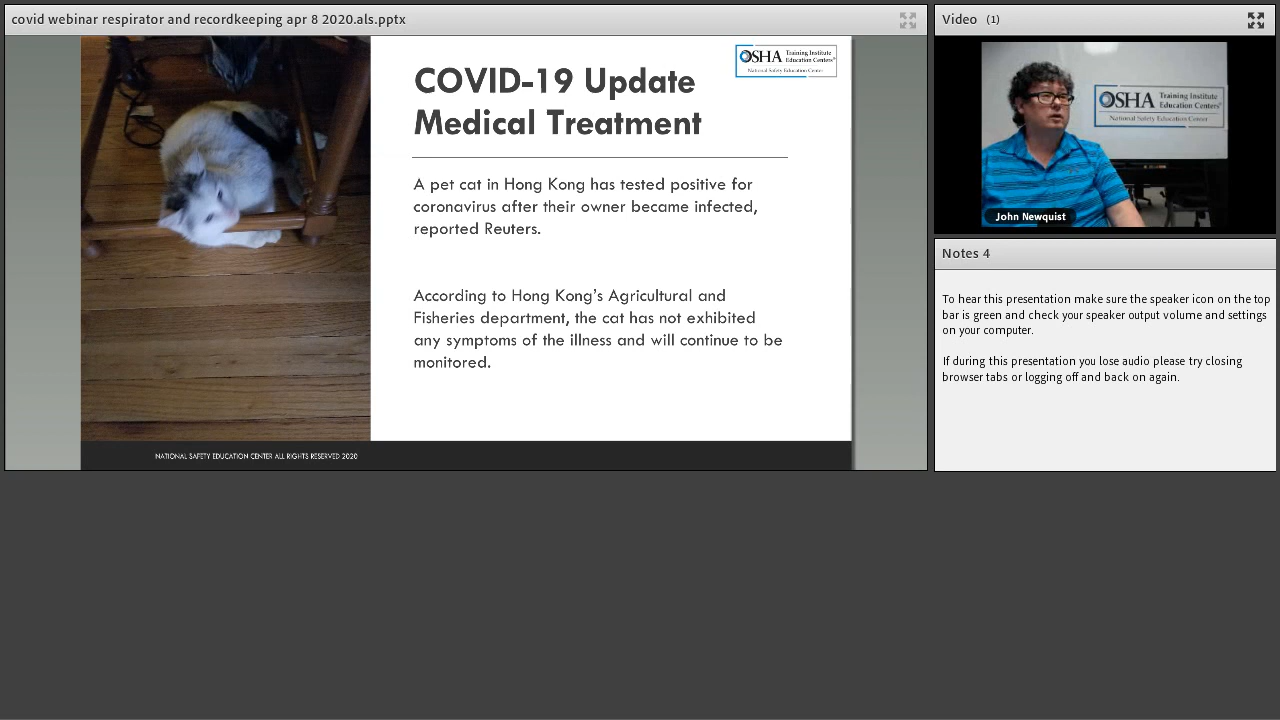 covid webinar respirator and recordkeeping apr 8 2020.als.pptx
OSHA Training Institute
Education Centers®
National Safety Education Center
COVID-19 Update
Medical Treatment
A pet cat in Hong Kong has tested positive for
coronavirus after their owner became infected,
reported Reuters.
According to Hong Kong's Agricultural and
Fisheries department, the cat has not exhibited
any symptoms of the illness and will continue to be
monitored.
NATIONAL SAFETY EDUCATION CENTER ALL RIGHTS RESERVED 2020
Video (1)
OSHA Training Institute
Education Centers®
National Safety Education Center
John Newquist
Notes 4
To hear this presentation make sure the speaker icon on the top
bar is green and check your speaker output volume and settings
on your computer.
If during this presentation you lose audio please try closing
browser tabs or logging off and back on again.